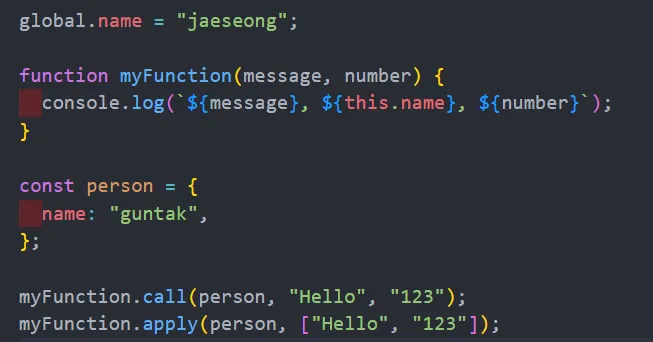 global.name = "jaeseong";
function myFunction(message, number) {
  console.log(`${message}, ${this.name}, ${number}`);
}
const person = {
  name: "guntak",
};
myFunction.call(person, "Hello", "123");
myFunction.apply(person, ["Hello", "123"]);